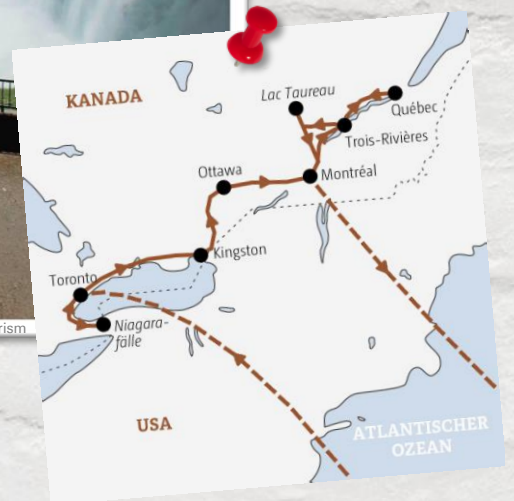 KANADA
Lac Taureau
Québec
Trois-Rivières
Ottawa
Montréal
Kingston
Toronto
Niagara-
fälle
rism
USA
ATLANTISCHER
OZEAN